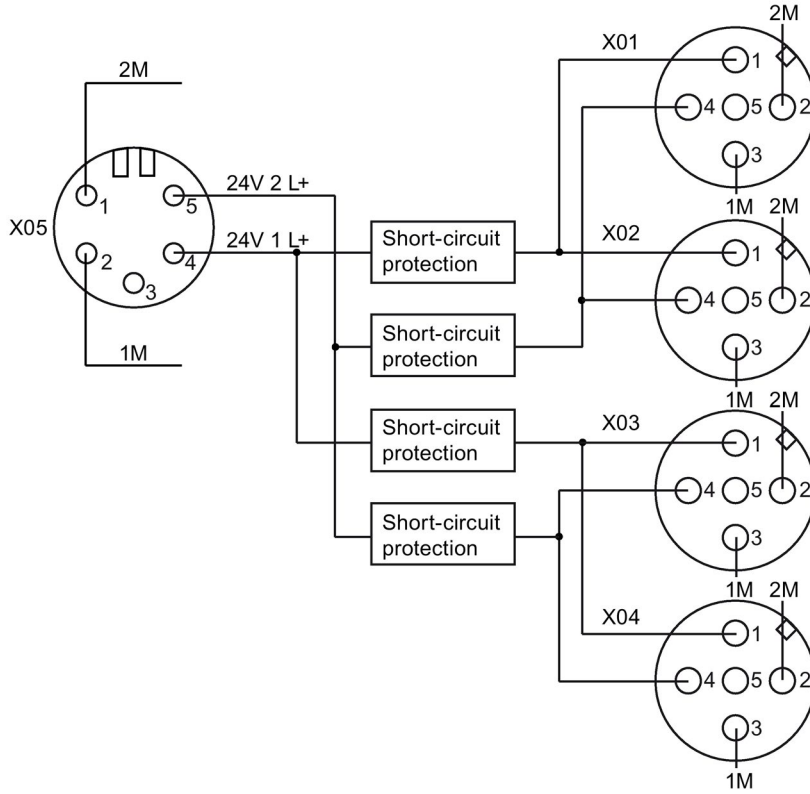 2M
X01
1
2M
4
5
2
3
1M
2M
X05
1
5
24V 2 L+
2
4
24V 1 L+
3
1M
Short-circuit
protection
X02
1
4
5
2
3
1M
2M
Short-circuit
protection
Short-circuit
protection
X03
1
4
5
2
3
1M
2M
Short-circuit
protection
X04
1
4
5
2
3
1M